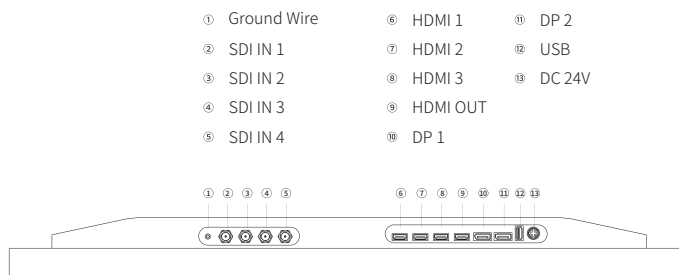 ① Ground Wire
② SDI IN 1
③ SDI IN 2
④ SDI IN 3
⑤ SDI IN 4
⑥ HDMI 1
⑦ HDMI 2
⑧ HDMI 3
⑨ HDMI OUT
⑩ DP 1
⑪ DP 2
⑫ USB
⑬ DC 24V
① ② ③ ④ ⑤ ⑥ ⑦ ⑧ ⑨ ⑩ ⑪ ⑫ ⑬